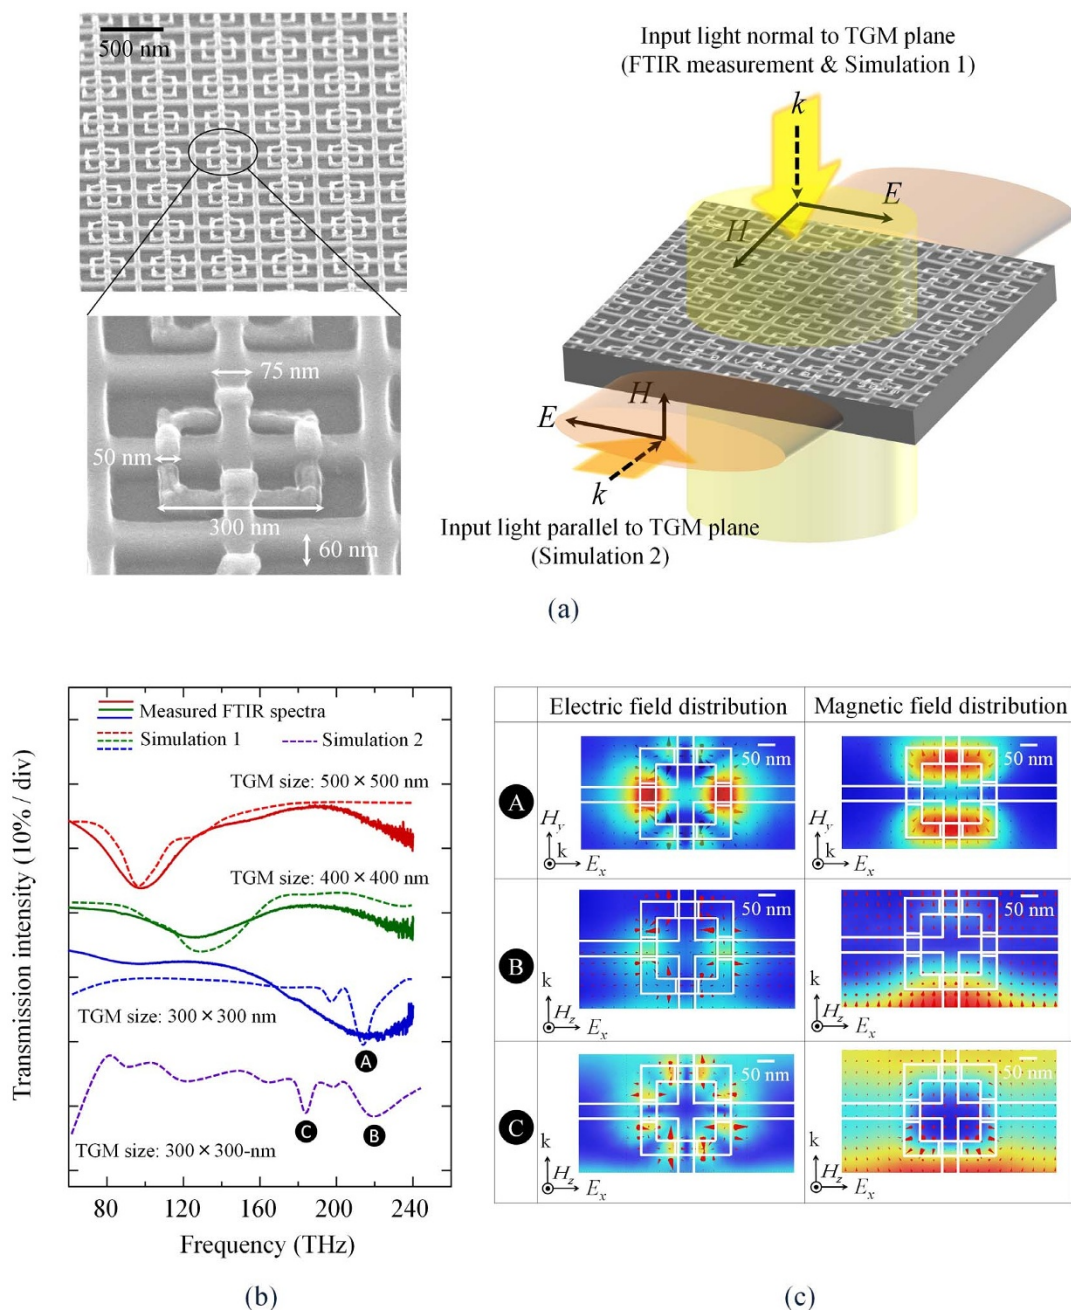 500 nm
75 nm
50 nm
300 nm
60 nm
Input light normal to TGM plane
(FTIR measurement & Simulation 1)
k
E
H
H
E
k
Input light parallel to TGM plane
(Simulation 2)
(a)
Transmission intensity (10% / div)
Measured FTIR spectra
Simulation 1
Simulation 2
TGM size: 500 × 500 nm
TGM size: 400 × 400 nm
TGM size: 300 × 300 nm
A
C
B
TGM size: 300 × 300-nm
80 120 160 200 240
Frequency (THz)
(b)
Electric field distribution
Magnetic field distribution
A
50 nm
50 nm
Hy
k
Ex
Hy
k
Ex
B
50 nm
50 nm
k
Hz
Ex
k
Hz
Ex
C
50 nm
50 nm
k
Hz
Ex
k
Hz
Ex
(c)